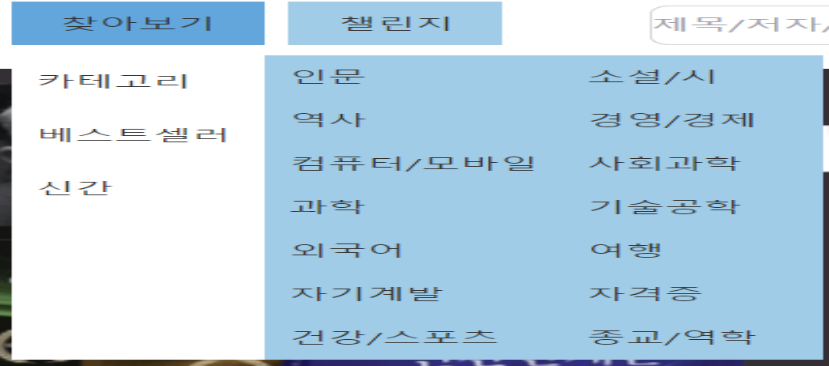 찾아보기 챌린지 제목/저자/
카테고리
베스트셀러
신간
인문 소설/시
역사 경영/경제
컴퓨터/모바일 사회과학
과학 기술공학
외국어 여행
자기계발 자격증
건강/스포츠 종교/역학